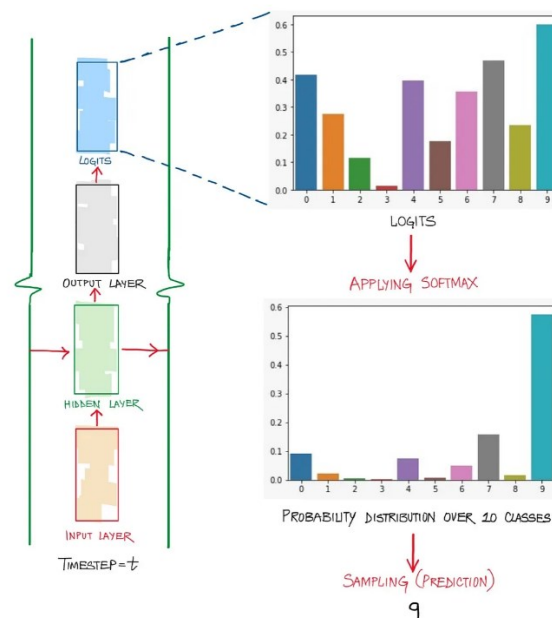 LOGITS
OUTPUT LAYER
HIDDEN LAYER
INPUT LAYER
TIMESTEP = t
0.6
0.5
0.4
0.3
0.2
0.1
0.0
0 1 2 3 4 5 6 7 8 9
LOGITS
APPLYING SOFTMAX
0.6
0.5
0.4
0.3
0.2
0.1
0.0
0 1 2 3 4 5 6 7 8 9
PROBABILITY DISTRIBUTION OVER 10 CLASSES
SAMPLING (PREDICTION)
9